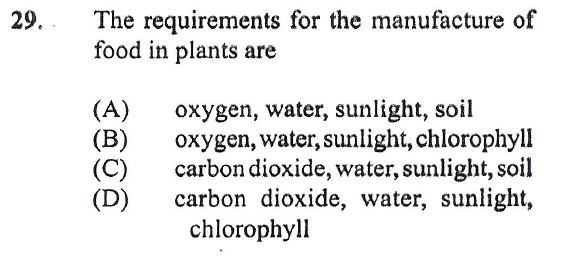 29. The requirements for the manufacture of
food in plants are
(A) oxygen, water, sunlight, soil
(B) oxygen, water, sunlight, chlorophyll
(C) carbon dioxide, water, sunlight, soil
(D) carbon dioxide, water, sunlight,
chlorophyll